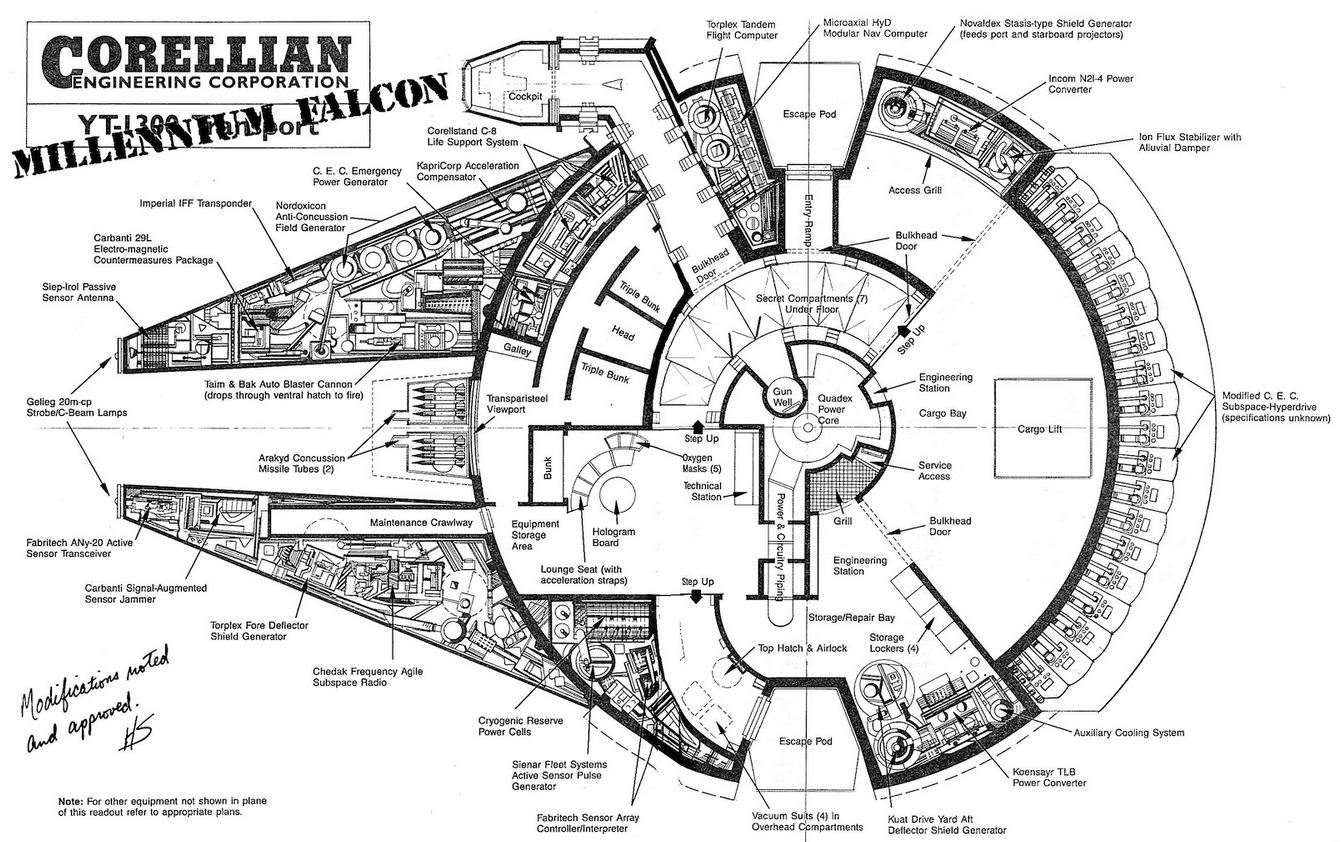 CORELLIAN
ENGINEERING CORPORATION
YT-1300 Transport
MILLENNIUM FALCON
Torplex Tandem
Flight Computer
Microaxial HyD
Modular Nav Computer
Novaldex Stasis-type Shield Generator
(feeds port and starboard projectors)
Incom N2I-4 Power
Converter
Ion Flux Stabilizer with
Alluvial Damper
Cockpit
Escape Pod
Access Grill
Corellstand C-8
Life Support System
C. E. C. Emergency
Power Generator
KapriCorp Acceleration
Compensator
Imperial IFF Transponder
Nordoxicon
Anti-Concussion
Field Generator
Carbanti 29L
Electro-magnetic
Countermeasures Package
Siep-Irol Passive
Sensor Antenna
Entry Ramp
Bulkhead
Door
Bulkhead
Door
Triple Bunk
Secret Compartments (7)
Under Floor
Head
Step Up
Galley
Triple Bunk
Taim & Bak Auto Blaster Cannon
(drops through ventral hatch to fire)
Gelieg 20m-cp
Strobe/C-Beam Lamps
Transparisteel
Viewport
Gun
Well
Quadex
Power
Core
Engineering
Station
Cargo Bay
Cargo Lift
Modified C. E. C.
Subspace-Hyperdrive
(specifications unknown)
Arakyd Concussion
Missile Tubes (2)
Step Up
Bunk
Oxygen
Masks (5)
Technical
Station
Service
Access
Power & Circuitry Piping
Grill
Maintenance Crawlway
Equipment
Storage
Area
Hologram
Board
Bulkhead
Door
Fabritech ANy-20 Active
Sensor Transceiver
Lounge Seat (with
acceleration straps)
Step Up
Engineering
Station
Carbanti Signal-Augmented
Sensor Jammer
Torplex Fore Deflector
Shield Generator
Storage/Repair Bay
Storage
Lockers (4)
Top Hatch & Airlock
Chedak Frequency Agile
Subspace Radio
Modifications noted
and approved.
HS
Cryogenic Reserve
Power Cells
Escape Pod
Auxiliary Cooling System
Sienar Fleet Systems
Active Sensor Pulse
Generator
Koensayr TLB
Power Converter
Note: For other equipment not shown in plane
of this readout refer to appropriate plans.
Fabritech Sensor Array
Controller/Interpreter
Vacuum Suits (4) in
Overhead Compartments
Kuat Drive Yard Aft
Deflector Shield Generator